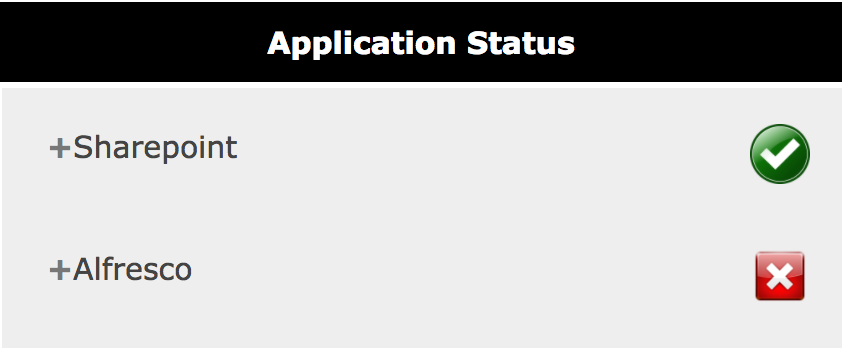 Application Status
+Sharepoint
+Alfresco